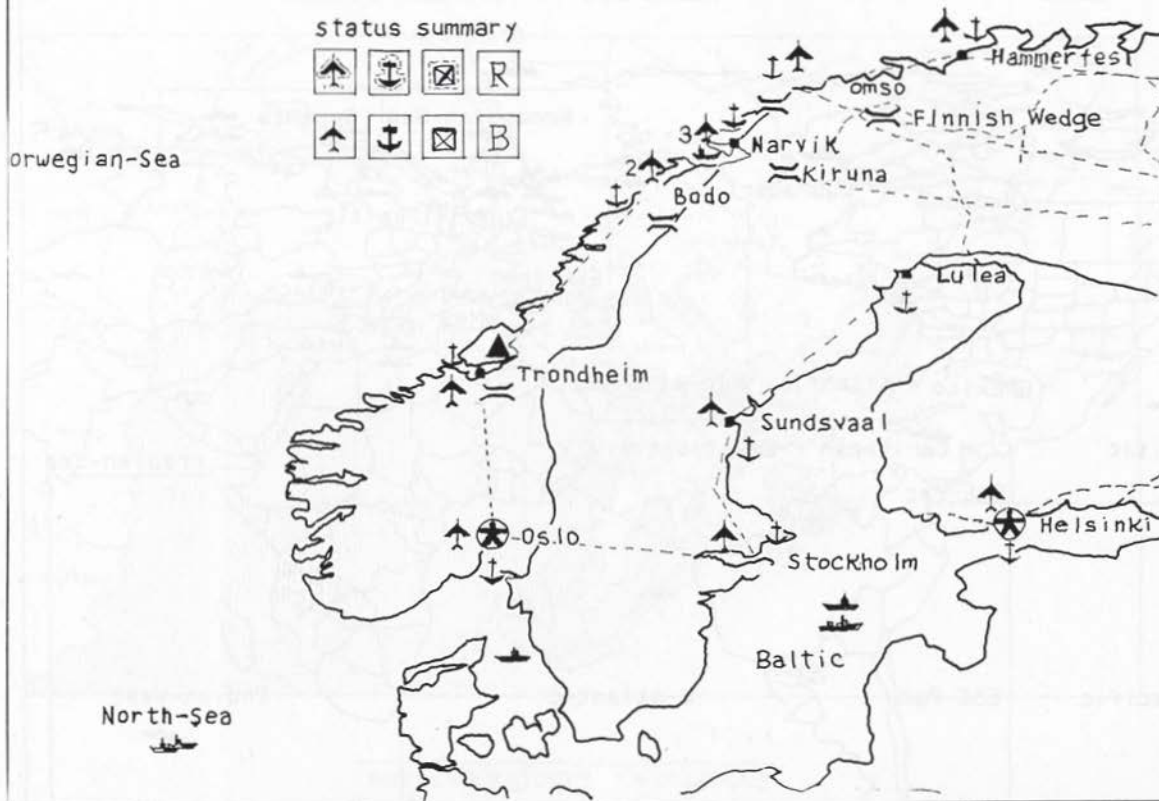 status summary
R
B
Hammerfest
omso
Finnish Wedge
3
Narvik
orwegian-Sea
Kiruna
2
Bado
Lulea
Trondheim
Sundsvaal
Oslo
Helsinki
Stockholm
Baltic
North-Sea